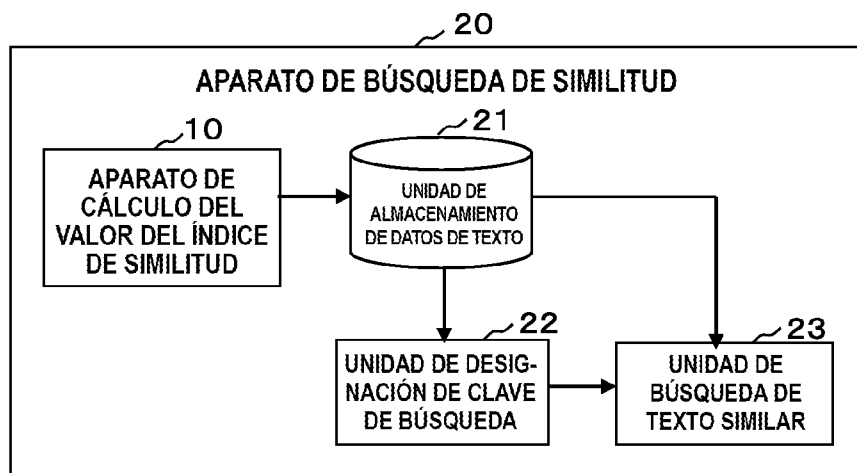 20
APARATO DE BÚSQUEDA DE SIMILITUD
10
APARATO DE
CÁLCULO DEL
VALOR DEL ÍNDICE
DE SIMILITUD
21
UNIDAD DE
ALMACENAMIENTO
DE DATOS DE TEXTO
22
UNIDAD DE DESIG-
NACIÓN DE CLAVE
DE BÚSQUEDA
23
UNIDAD DE
BÚSQUEDA DE
TEXTO SIMILAR